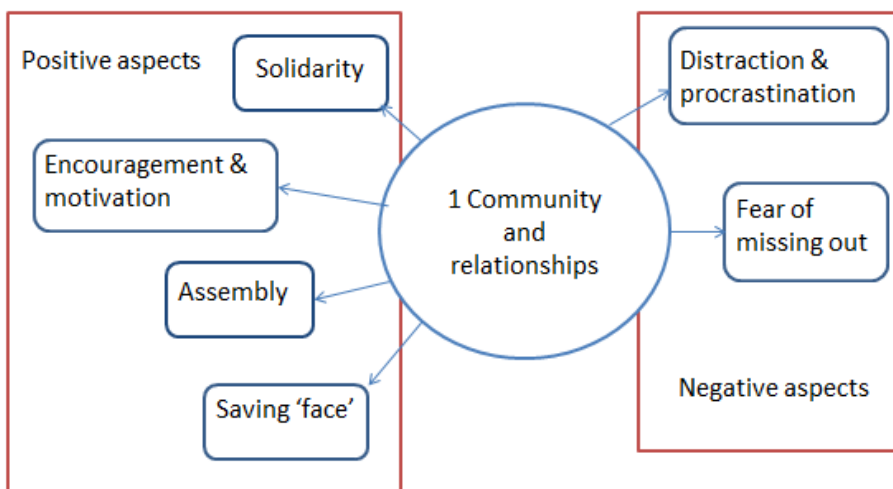 Positive aspects
Solidarity
Encouragement &
motivation
Assembly
Saving ‘face’
1 Community
and
relationships
Distraction &
procrastination
Fear of
missing out
Negative aspects